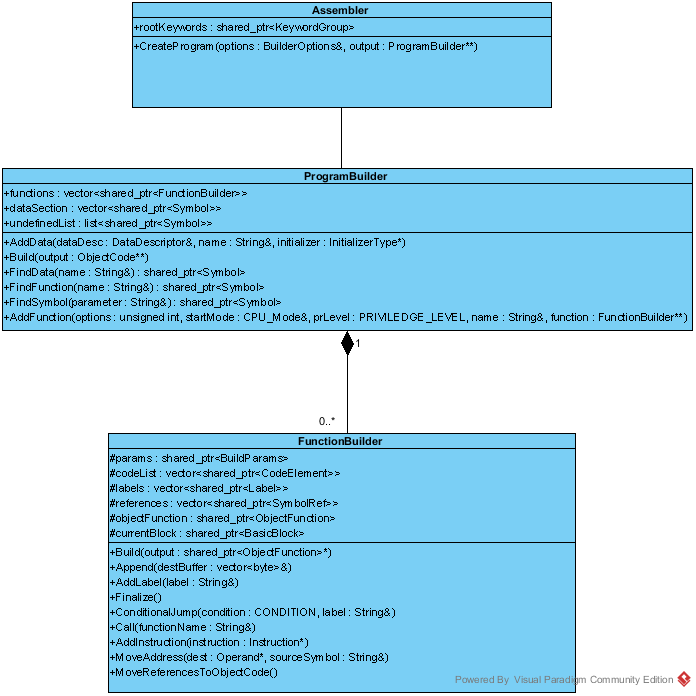 Assembler
+rootKeywords : shared_ptr<KeywordGroup>
+CreateProgram(options : BuilderOptions&, output : ProgramBuilder**)
ProgramBuilder
+functions : vector<shared_ptr<FunctionBuilder>>
+dataSection : vector<shared_ptr<Symbol>>
+undefinedList : list<shared_ptr<Symbol>>
+AddData(dataDesc : DataDescriptor&, name : String&, initializer : InitializerType*)
+Build(output : ObjectCode**)
+FindData(name : String&) : shared_ptr<Symbol>
+FindFunction(name : String&) : shared_ptr<Symbol>
+FindSymbol(parameter : String&) : shared_ptr<Symbol>
+AddFunction(options : unsigned int, startMode : CPU_Mode&, prLevel : PRIVILEDGE_LEVEL, name : String&, function : FunctionBuilder**)
1
0..*
FunctionBuilder
#params : shared_ptr<BuildParams>
#codeList : vector<shared_ptr<CodeElement>>
#labels : vector<shared_ptr<Label>>
#references : vector<shared_ptr<SymbolRef>>
#objectFunction : shared_ptr<ObjectFunction>
#currentBlock : shared_ptr<BasicBlock>
+Build(output : shared_ptr<ObjectFunction>*)
+Append(destBuffer : vector<byte>&)
+AddLabel(label : String&)
+Finalize()
+ConditionalJump(condition : CONDITION, label : String&)
+Call(functionName : String&)
+AddInstruction(instruction : Instruction*)
+MoveAddress(dest : Operand*, sourceSymbol : String&)
+MoveReferencesToObjectCode()
Powered By Visual Paradigm Community Edition